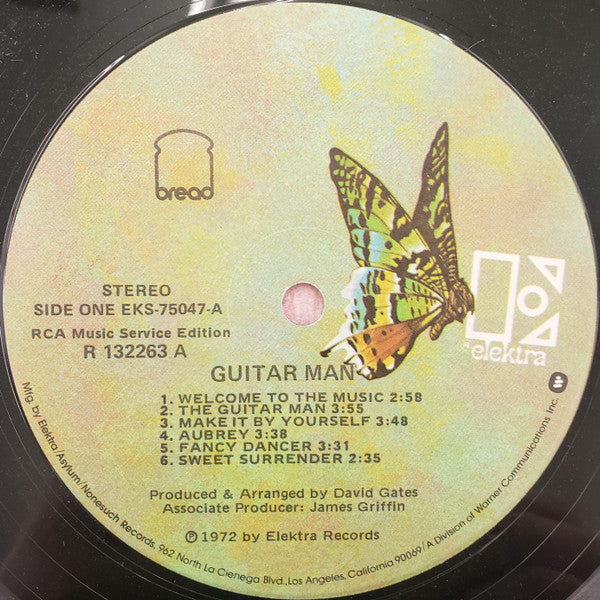 bread
STEREO
SIDE ONE EKS-75047-A
RCA Music Service Edition
R 132263 A
elektra
GUITAR MAN
1. WELCOME TO THE MUSIC 2:58
2. THE GUITAR MAN 3:55
3. MAKE IT BY YOURSELF 3:48
4. AUBREY 3:38
5. FANCY DANCER 3:31
6. SWEET SURRENDER 2:35
Produced & Arranged by David Gates
Associate Producer: James Griffin
℗ 1972 by Elektra Records
Mfg. by Elektra/Asylum/Nonesuch Records, 962 North La Cienega Blvd., Los Angeles, California 90069/A Division of Warner Communications Inc.